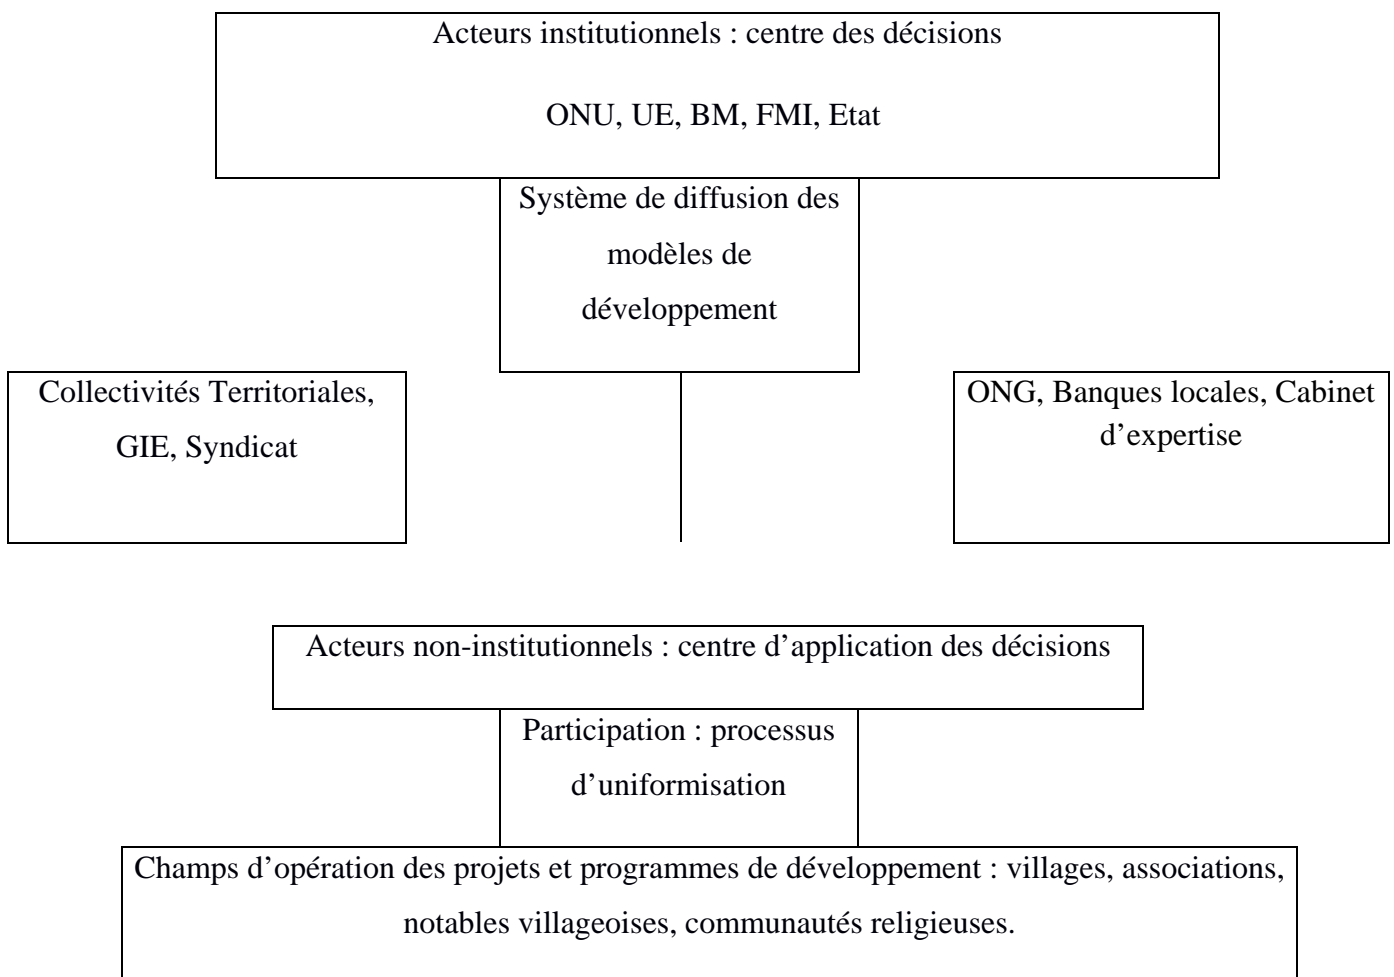 Acteurs institutionnels : centre des décisions
ONU, UE, BM, FMI, Etat
Système de diffusion des
modèles de
développement
Collectivités Territoriales,
GIE, Syndicat
ONG, Banques locales, Cabinet
d’expertise
Acteurs non-institutionnels : centre d’application des décisions
Participation : processus
d’uniformisation
Champs d’opération des projets et programmes de développement : villages, associations,
notables villageoises, communautés religieuses.